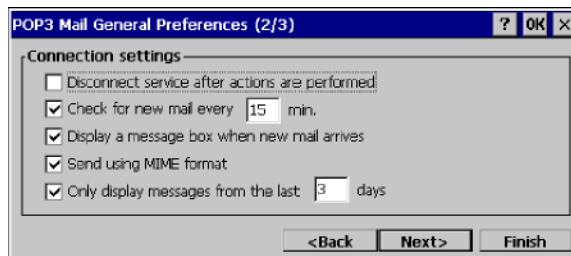 POP3 Mail General Preferences (2/3) ? OK ×
Connection settings
Disconnect service after actions are performed
Check for new mail every 15 min.
Display a message box when new mail arrives
Send using MIME format
Only display messages from the last 3 days
<Back Next> Finish